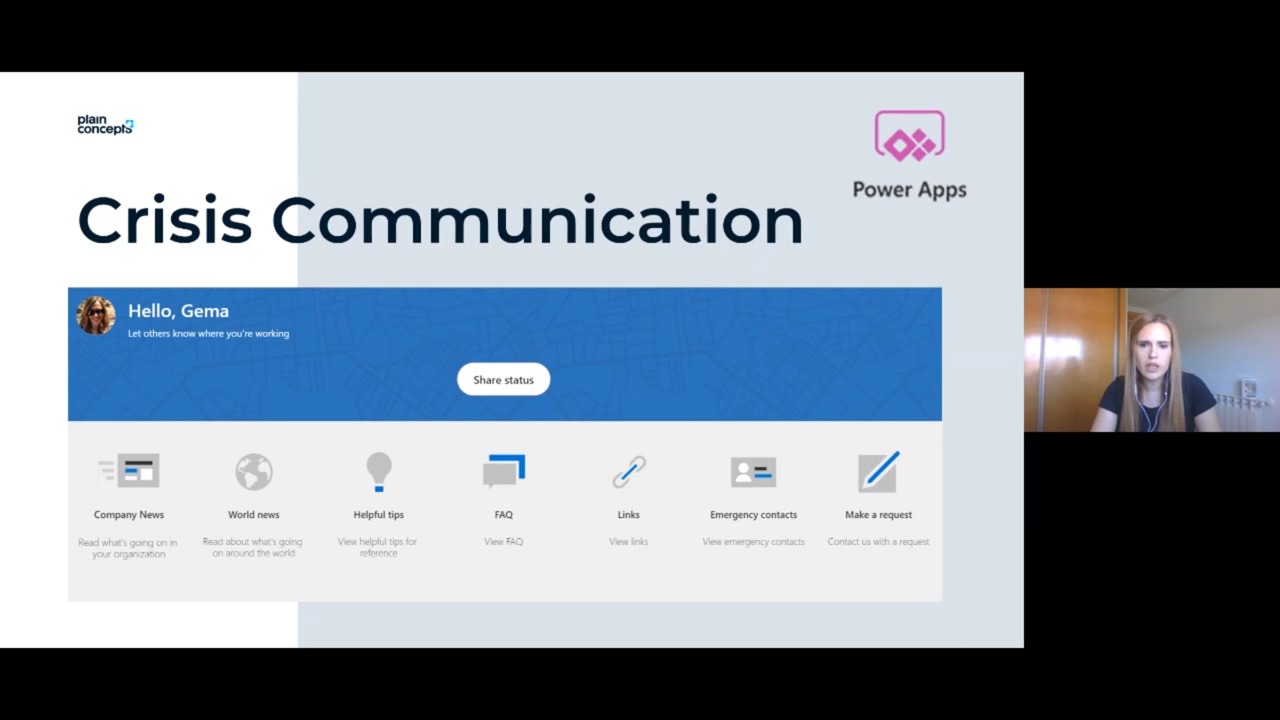 plain
concepts
Power Apps
Crisis Communication
Hello, Gema
Let others know where you're working
Share status
Company News
Read what's going on in
your organization
World news
Read about what's going
on around the world
Helpful tips
View helpful tips for
reference
FAQ
View FAQ
Links
View links
Emergency contacts
View emergency contacts
Make a request
Contact us with a request